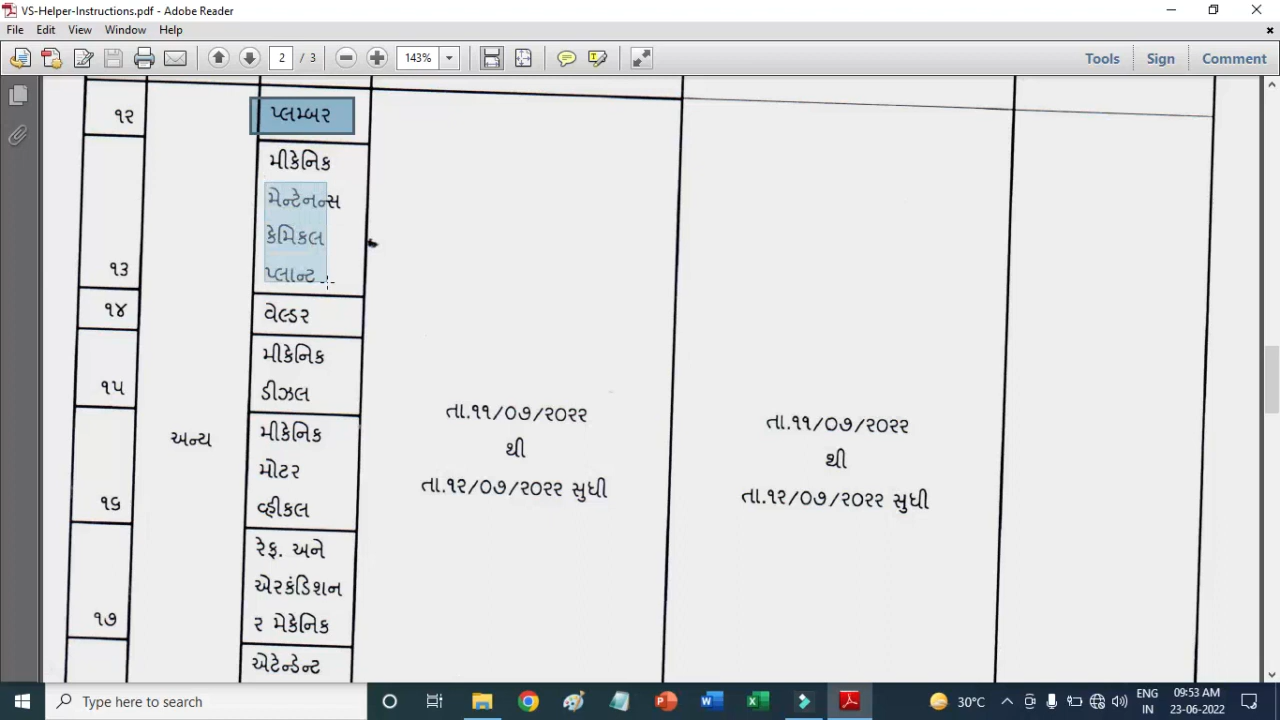 VS-Helper-Instructions.pdf - Adobe Reader
File Edit View Window Help
2 / 3 143% Tools Sign Comment
૧૨ પ્લમ્બર
૧૩ મીકેનિક
મેન્ટેનન્સ
કેમિકલ
પ્લાન્ટ
૧૪ વેલ્ડર
૧૫ મીકેનિક
ડીઝલ
અન્ય
૧૬ મીકેનિક
મોટર
વ્હીકલ
૧૭ રેફ. અને
એરકંડિશન
ર મેકેનિક
એટેન્ડેન્ટ
તા.૧૧/૦૭/૨૦૨૨
થી
તા.૧૨/૦૭/૨૦૨૨ સુધી
તા.૧૧/૦૭/૨૦૨૨
થી
તા.૧૨/૦૭/૨૦૨૨ સુધી
Type here to search
30°C
ENG
IN
09:53 AM
23-06-2022